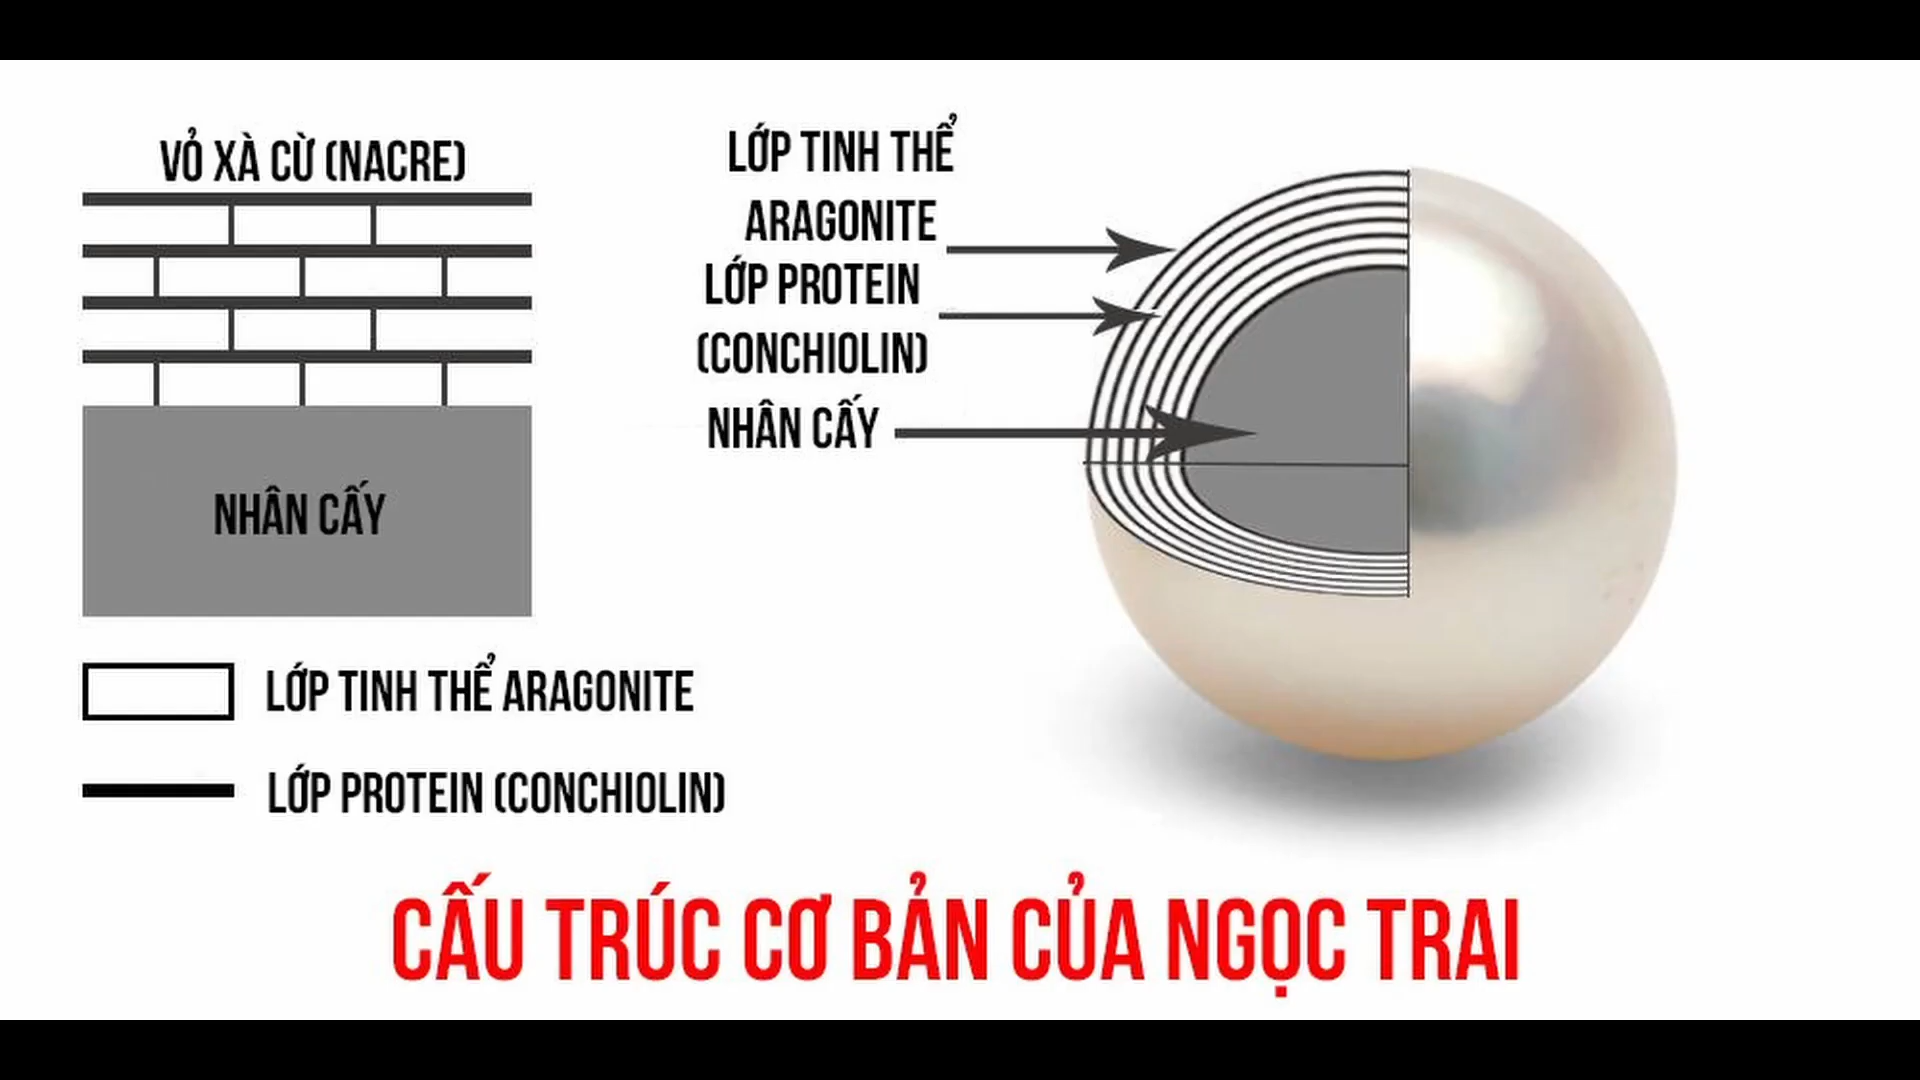 VỎ XÀ CỪ (NACRE)
NHÂN CẤY
LỚP TINH THỂ ARAGONITE
LỚP PROTEIN (CONCHIOLIN)
LỚP TINH THỂ
ARAGONITE
LỚP PROTEIN
(CONCHIOLIN)
NHÂN CẤY
CẤU TRÚC CƠ BẢN CỦA NGỌC TRAI